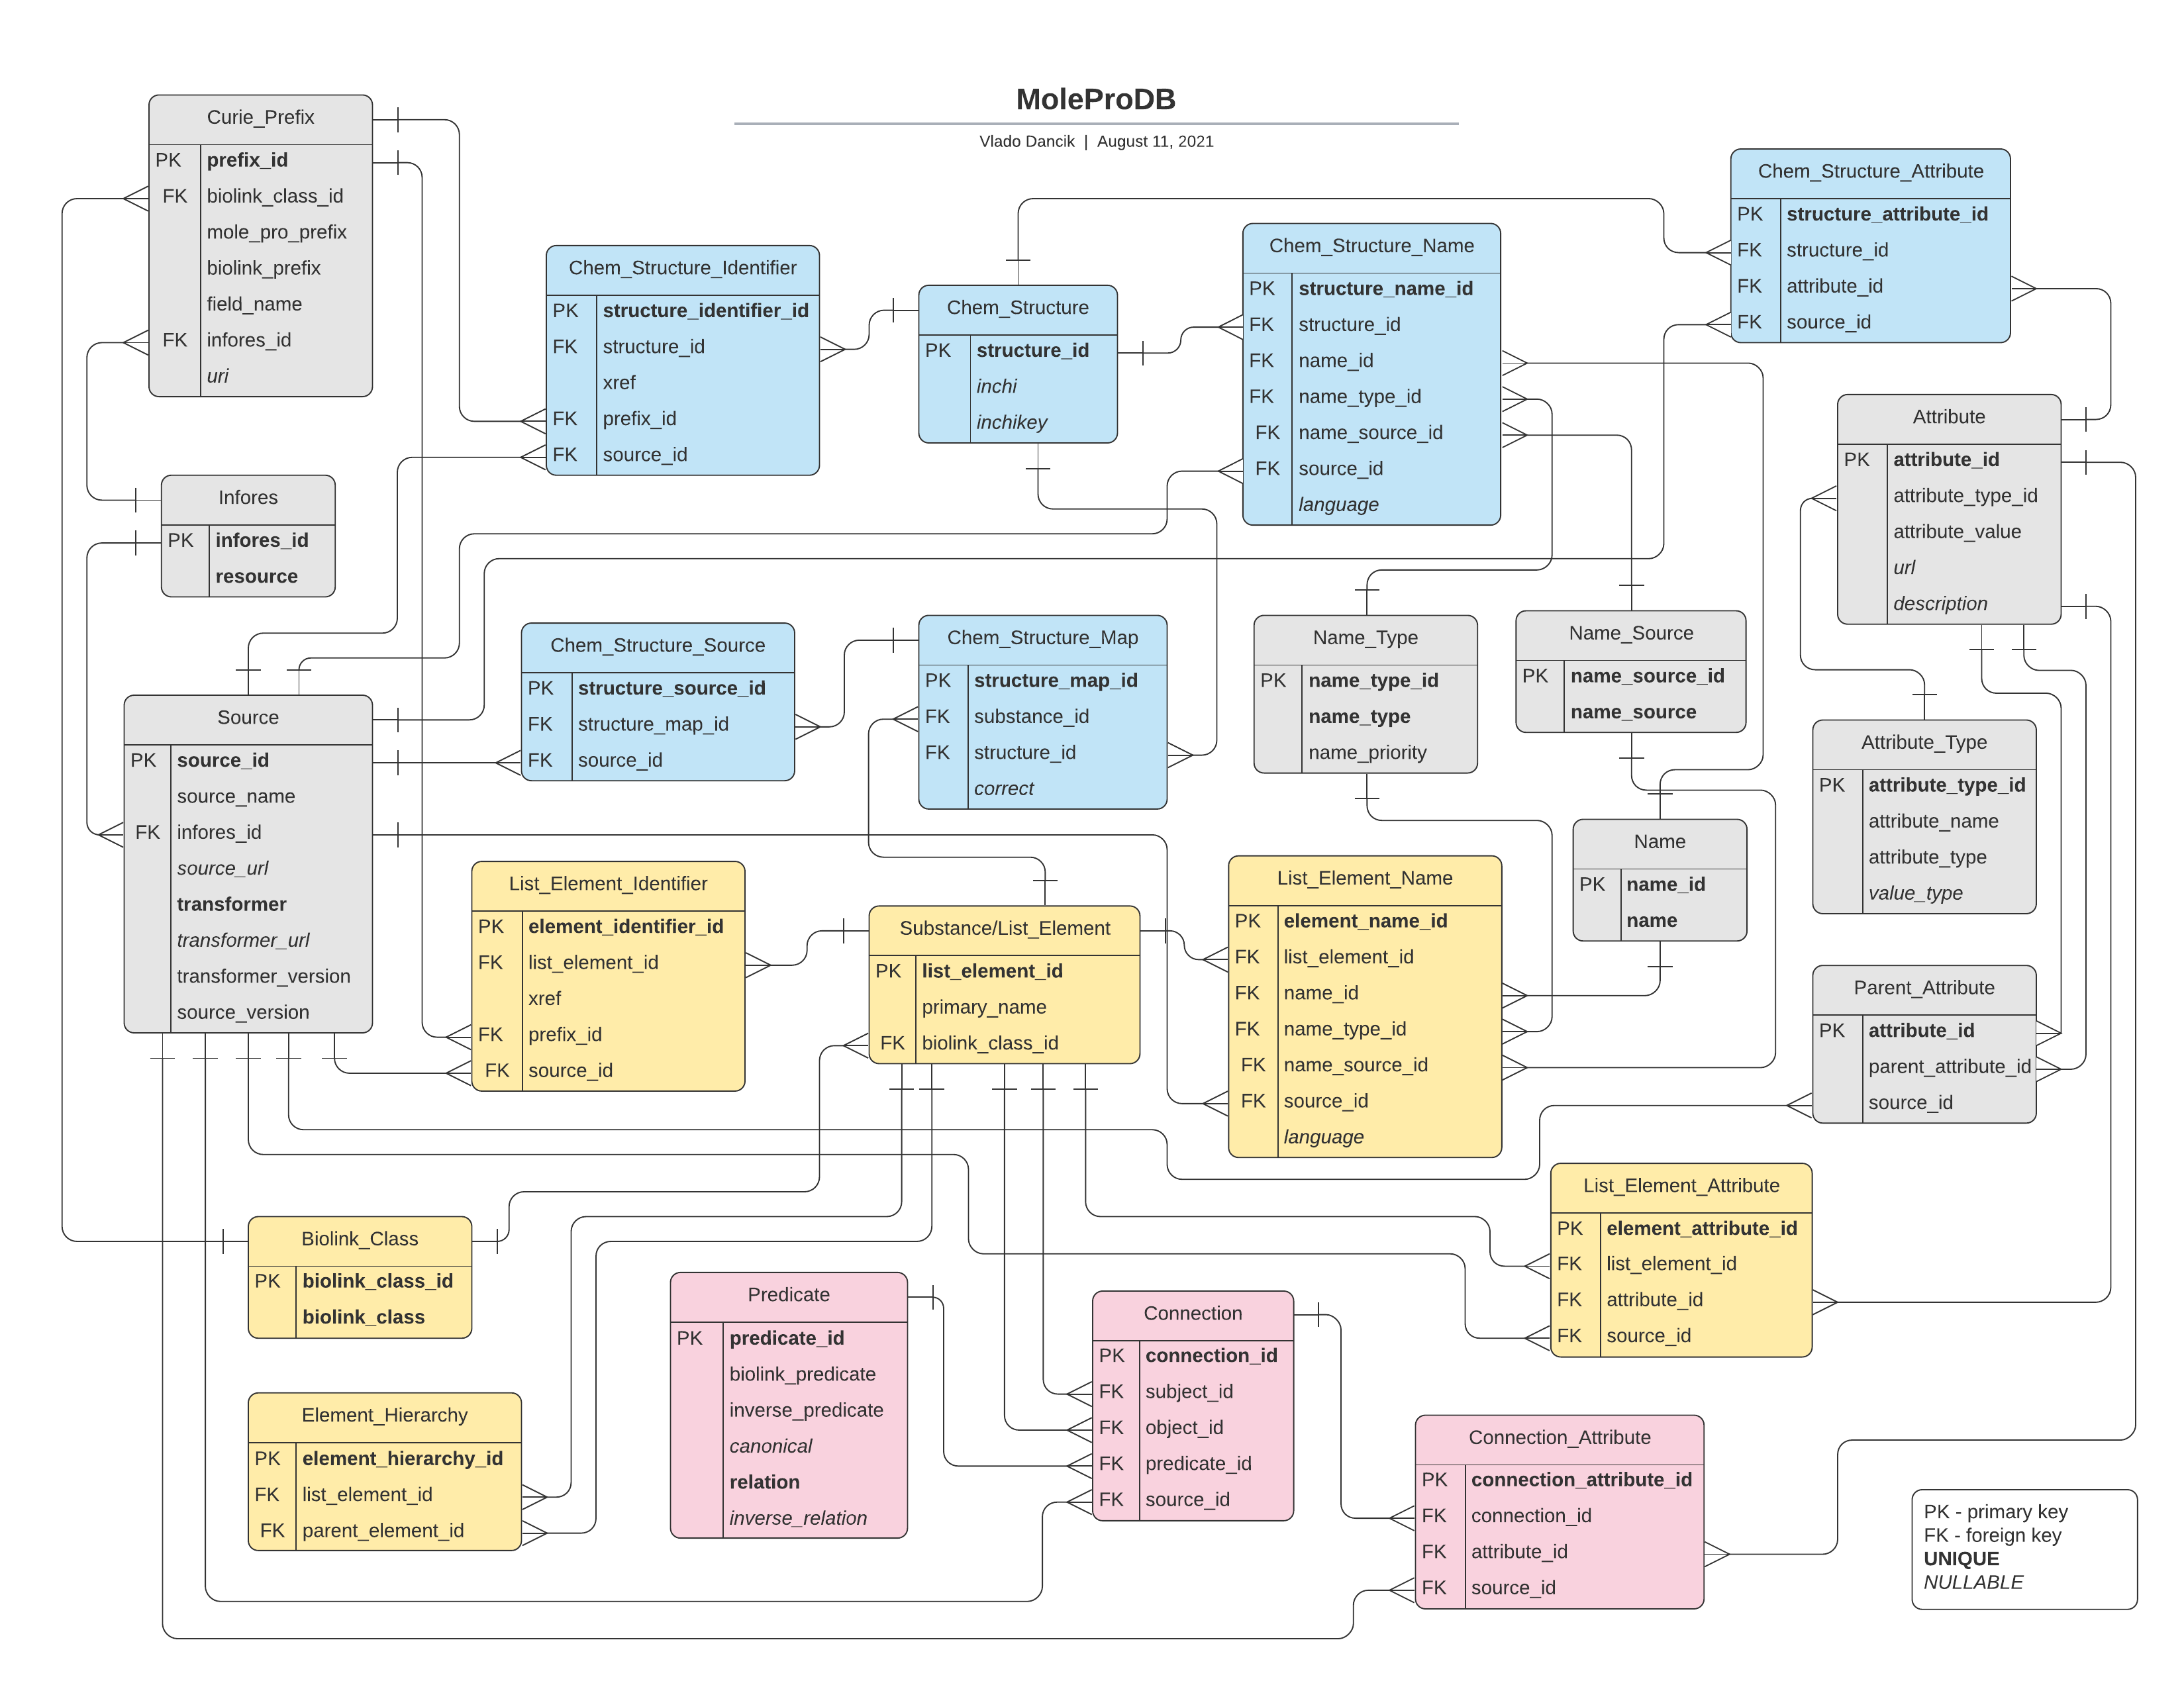 MoleProDB
Vlado Dancik | August 11, 2021
Curie_Prefix
PK prefix_id
FK biolink_class_id
mole_pro_prefix
biolink_prefix
field_name
FK infores_id
uri
Chem_Structure_Identifier
PK structure_identifier_id
FK structure_id
xref
FK prefix_id
FK source_id
Chem_Structure
PK structure_id
inchi
inchikey
Chem_Structure_Name
PK structure_name_id
FK structure_id
FK name_id
FK name_type_id
FK name_source_id
FK source_id
language
Chem_Structure_Attribute
PK structure_attribute_id
FK structure_id
FK attribute_id
FK source_id
Infores
PK infores_id
resource
Attribute
PK attribute_id
attribute_type_id
attribute_value
url
description
Source
PK source_id
source_name
FK infores_id
source_url
transformer
transformer_url
transformer_version
source_version
Chem_Structure_Source
PK structure_source_id
FK structure_map_id
FK source_id
Chem_Structure_Map
PK structure_map_id
FK substance_id
FK structure_id
correct
Name_Type
PK name_type_id
name_type
name_priority
Name_Source
PK name_source_id
name_source
Attribute_Type
PK attribute_type_id
attribute_name
attribute_type
value_type
Name
PK name_id
name
List_Element_Identifier
PK element_identifier_id
FK list_element_id
xref
FK prefix_id
FK source_id
Substance/List_Element
PK list_element_id
primary_name
FK biolink_class_id
List_Element_Name
PK element_name_id
FK list_element_id
FK name_id
FK name_type_id
FK name_source_id
FK source_id
language
Parent_Attribute
PK attribute_id
parent_attribute_id
source_id
Biolink_Class
PK biolink_class_id
biolink_class
List_Element_Attribute
PK element_attribute_id
FK list_element_id
FK attribute_id
FK source_id
Element_Hierarchy
PK element_hierarchy_id
FK list_element_id
FK parent_element_id
Predicate
PK predicate_id
biolink_predicate
inverse_predicate
canonical
relation
inverse_relation
Connection
PK connection_id
FK subject_id
FK object_id
FK predicate_id
FK source_id
Connection_Attribute
PK connection_attribute_id
FK connection_id
FK attribute_id
FK source_id
PK - primary key
FK - foreign key
UNIQUE
NULLABLE